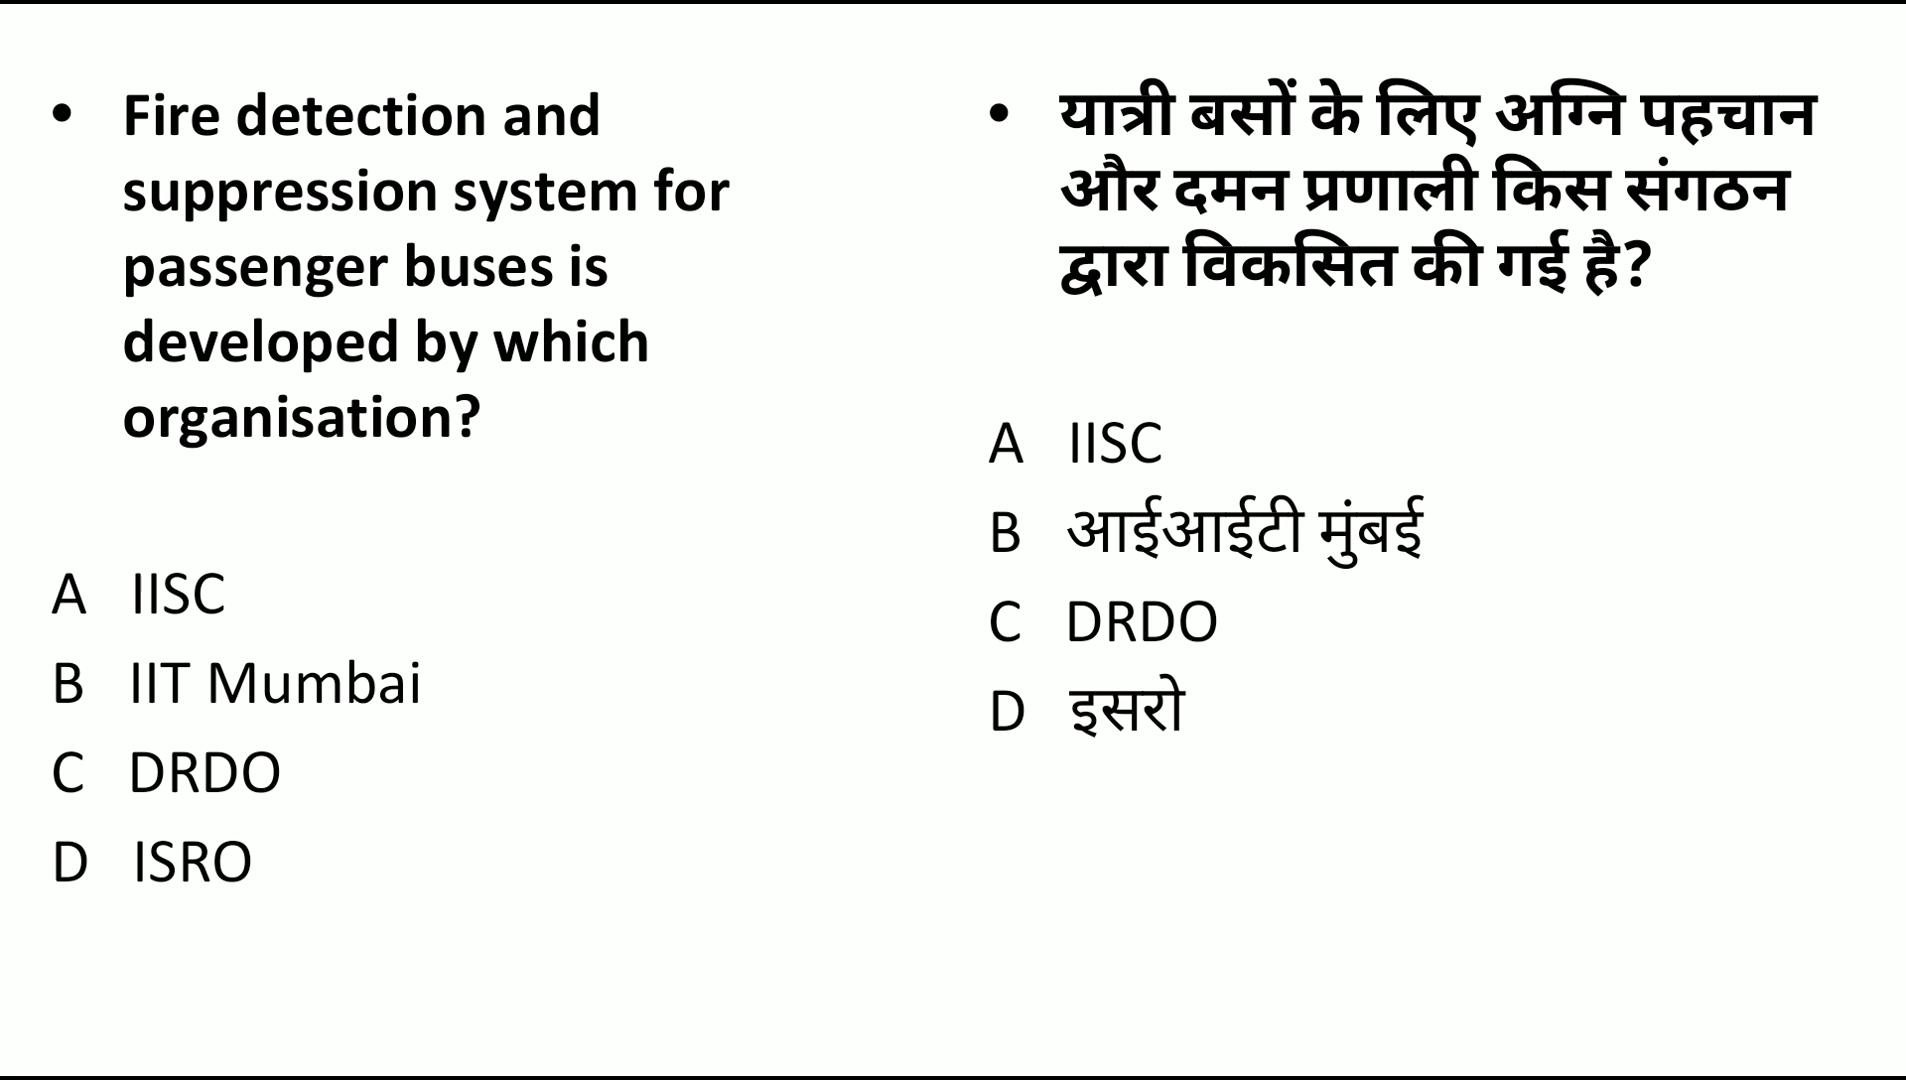 • Fire detection and
suppression system for
passenger buses is
developed by which
organisation?
A IISC
B IIT Mumbai
C DRDO
D ISRO
• यात्री बसों के लिए अग्नि पहचान
और दमन प्रणाली किस संगठन
द्वारा विकसित की गई है?
A IISC
B आईआईटी मुंबई
C DRDO
D इसरो